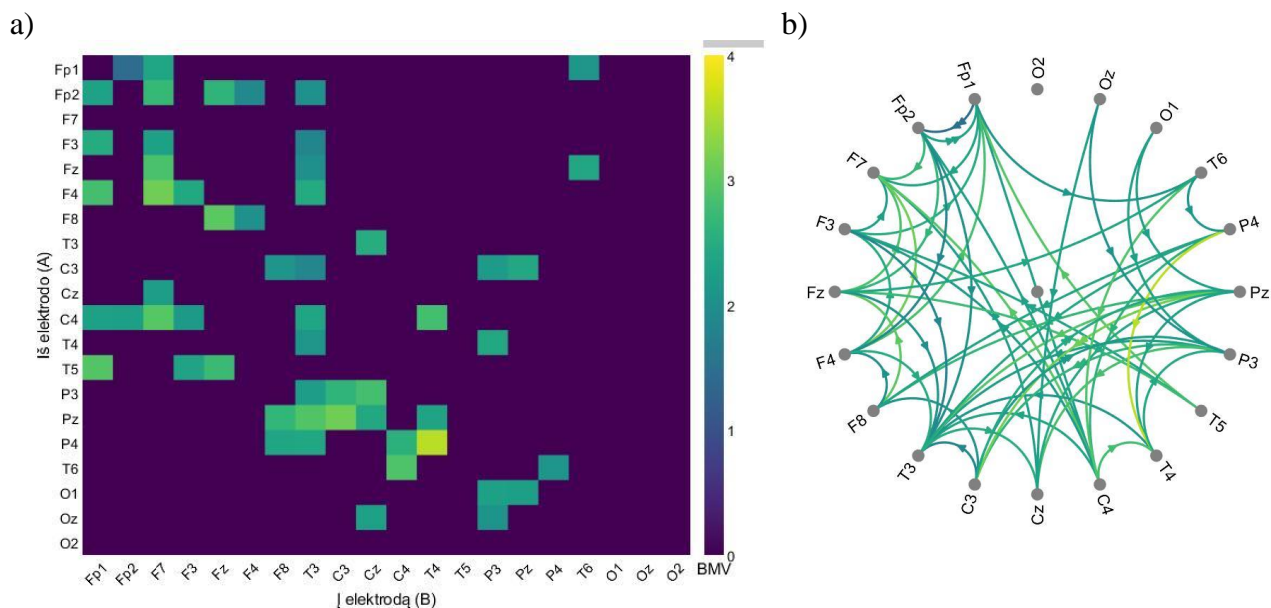 a)
Iš elektrodo (A)
Fp1
Fp2
F7
F3
Fz
F4
F8
T3
C3
Cz
C4
T4
T5
P3
Pz
P4
T6
O1
Oz
O2
Fp1 Fp2 F7 F3 Fz F4 F8 T3 C3 Cz C4 T4 T5 P3 Pz P4 T6 O1 Oz O2
Į elektrodą (B)
4
3
2
1
0
BMV
b)
O2
Oz
O1
T6
P4
Pz
P3
T5
T4
C4
Cz
C3
T3
F8
F4
Fz
F3
F7
Fp2
Fp1